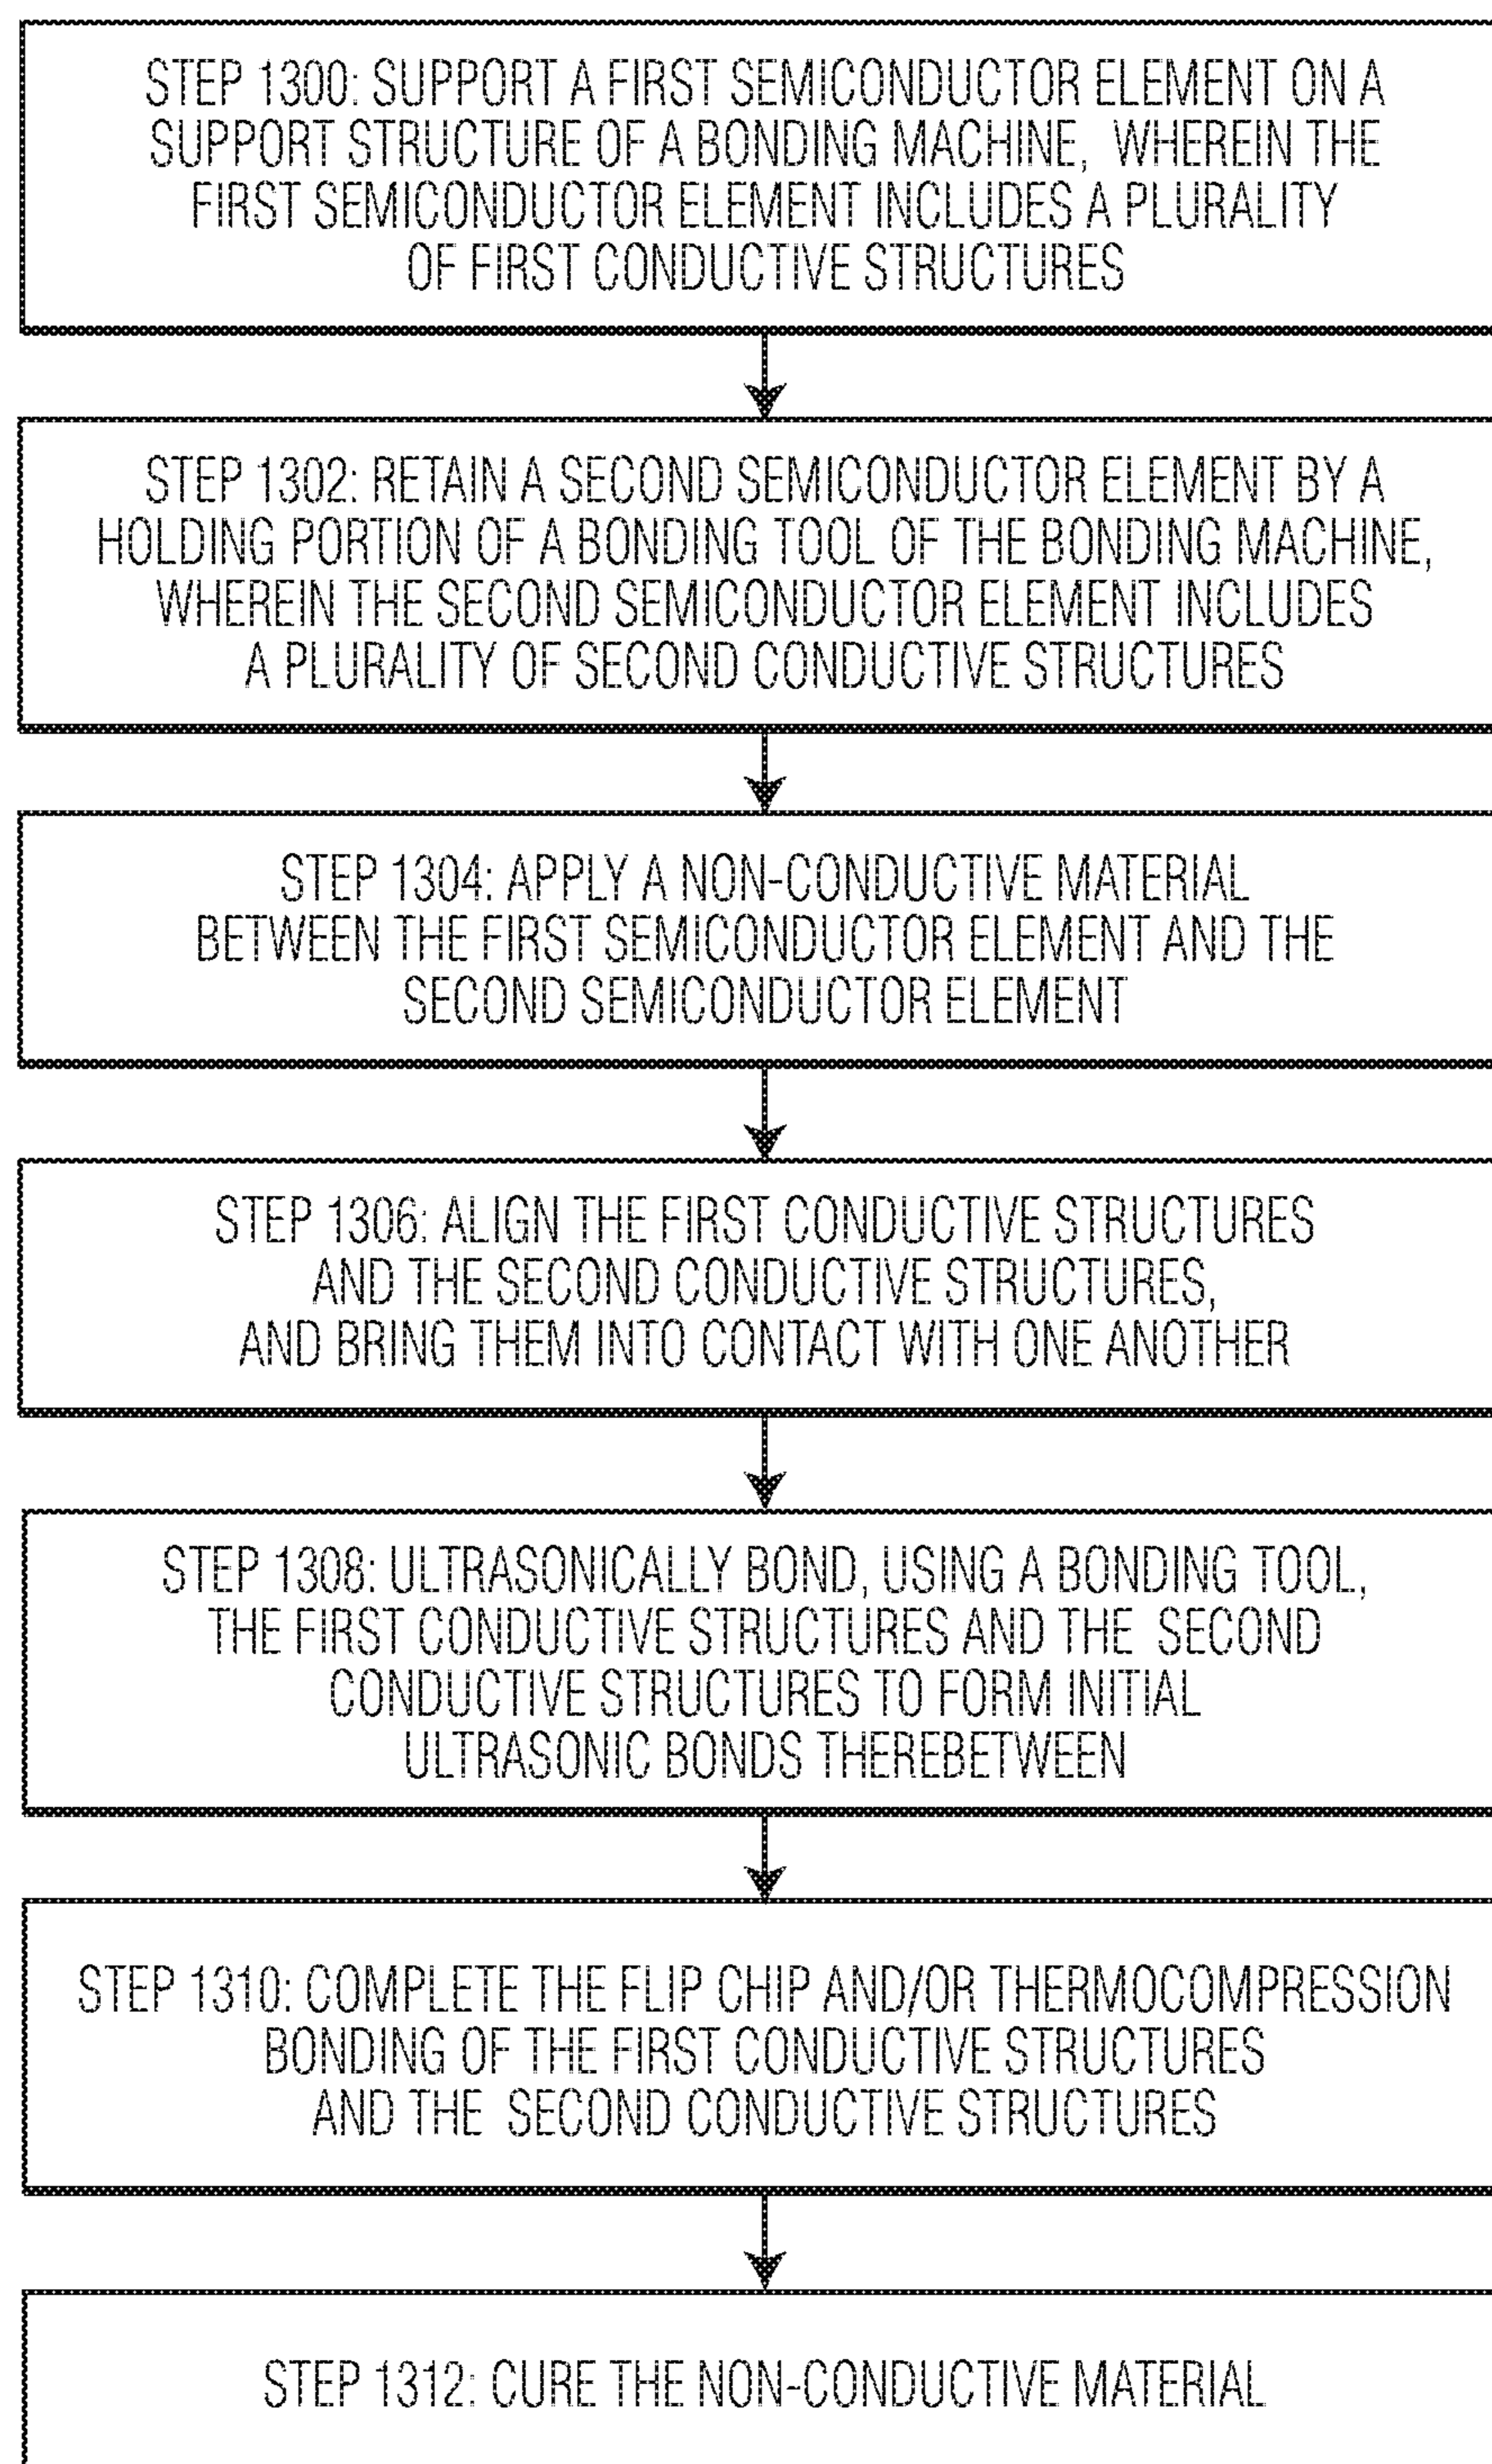 STEP 1300: SUPPORT A FIRST SEMICONDUCTOR ELEMENT ON A
SUPPORT STRUCTURE OF A BONDING MACHINE, WHEREIN THE
FIRST SEMICONDUCTOR ELEMENT INCLUDES A PLURALITY
OF FIRST CONDUCTIVE STRUCTURES
STEP 1302: RETAIN A SECOND SEMICONDUCTOR ELEMENT BY A
HOLDING PORTION OF A BONDING TOOL OF THE BONDING MACHINE,
WHEREIN THE SECOND SEMICONDUCTOR ELEMENT INCLUDES
A PLURALITY OF SECOND CONDUCTIVE STRUCTURES
STEP 1304: APPLY A NON-CONDUCTIVE MATERIAL
BETWEEN THE FIRST SEMICONDUCTOR ELEMENT AND THE
SECOND SEMICONDUCTOR ELEMENT
STEP 1306: ALIGN THE FIRST CONDUCTIVE STRUCTURES
AND THE SECOND CONDUCTIVE STRUCTURES,
AND BRING THEM INTO CONTACT WITH ONE ANOTHER
STEP 1308: ULTRASONICALLY BOND, USING A BONDING TOOL,
THE FIRST CONDUCTIVE STRUCTURES AND THE SECOND
CONDUCTIVE STRUCTURES TO FORM INITIAL
ULTRASONIC BONDS THEREBETWEEN
STEP 1310: COMPLETE THE FLIP CHIP AND/OR THERMOCOMPRESSION
BONDING OF THE FIRST CONDUCTIVE STRUCTURES
AND THE SECOND CONDUCTIVE STRUCTURES
STEP 1312: CURE THE NON-CONDUCTIVE MATERIAL